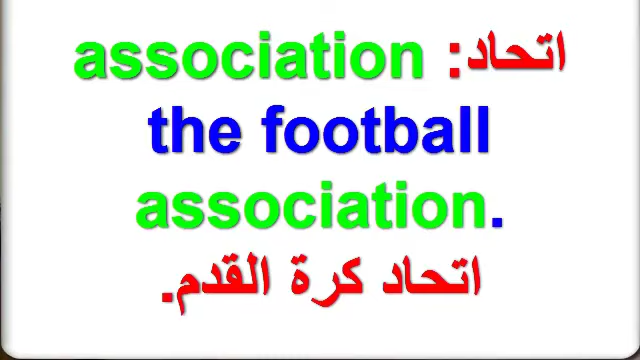 association :اتحاد
the football
association.
اتحاد كرة القدم.